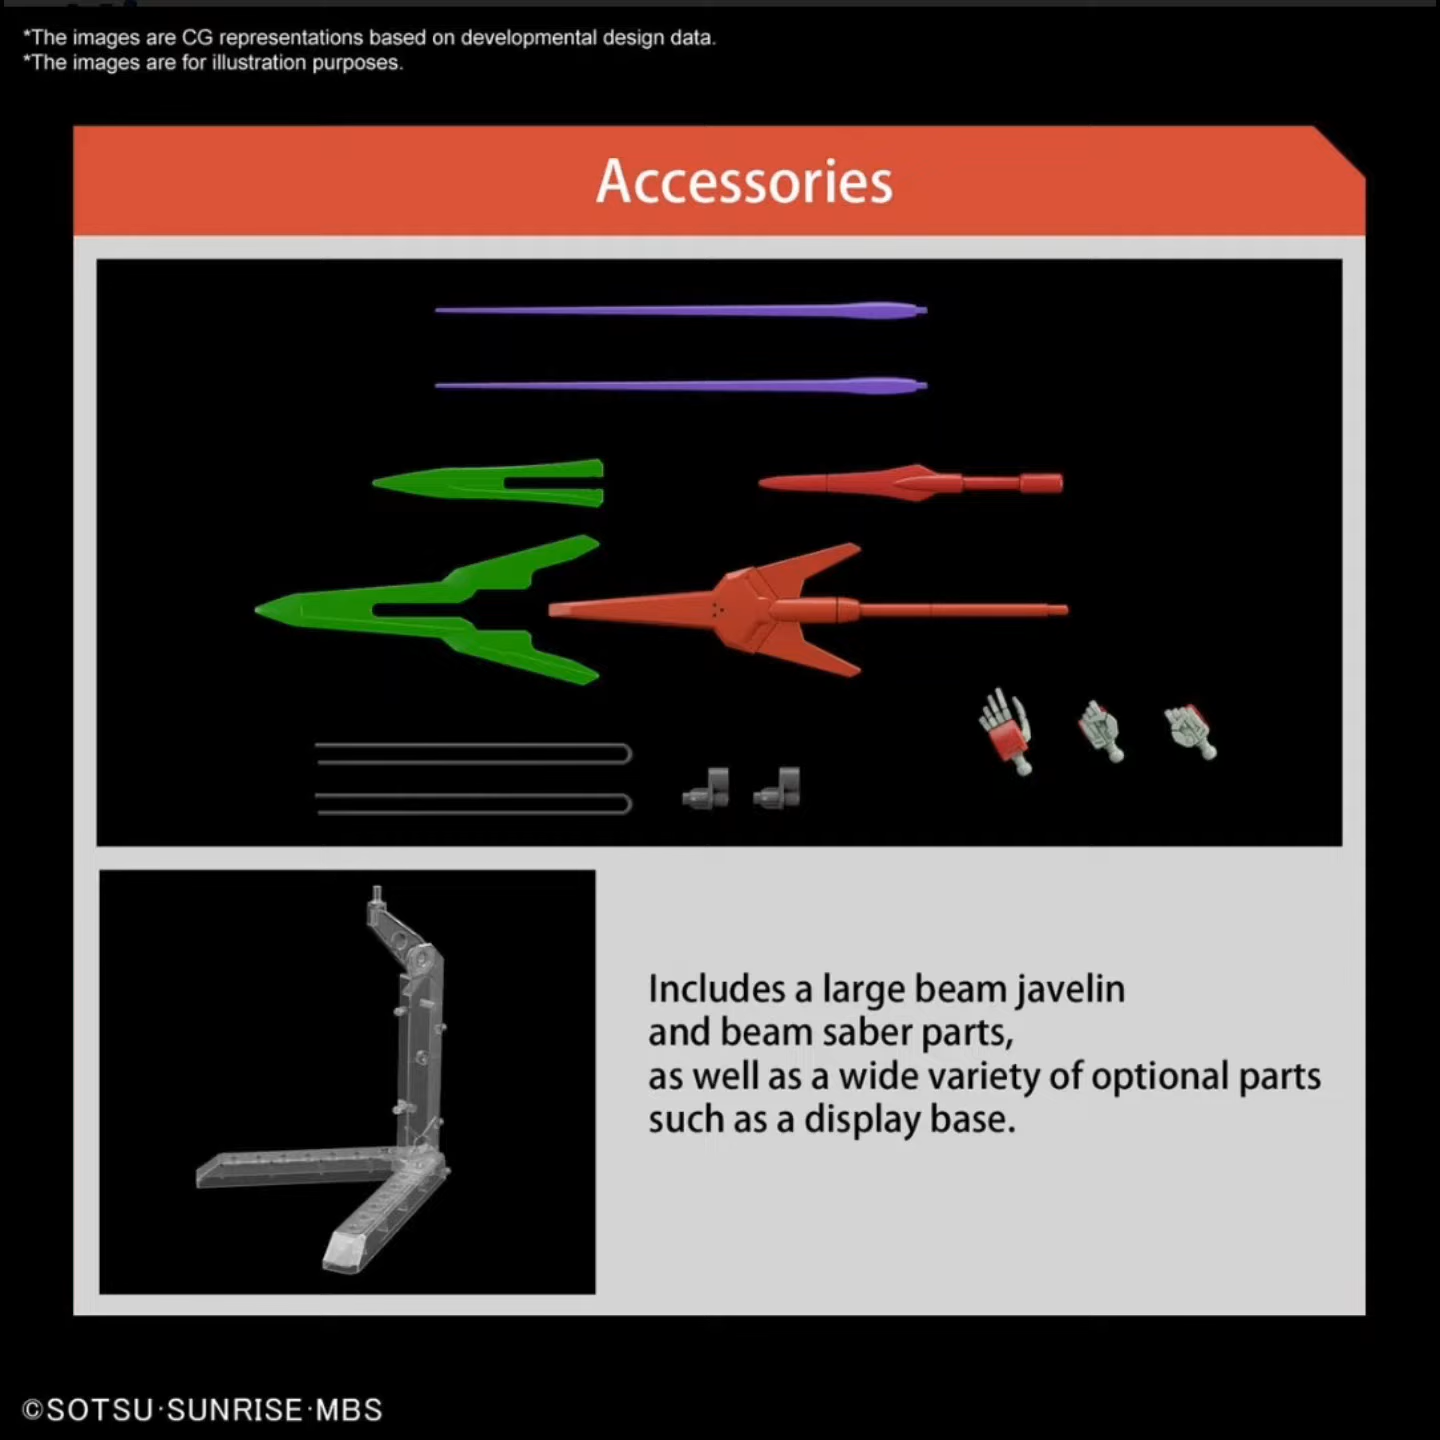 *The images are CG representations based on developmental design data.
*The images are for illustration purposes.
Accessories
Includes a large beam javelin
and beam saber parts,
as well as a wide variety of optional parts
such as a display base.
©SOTSU·SUNRISE·MBS